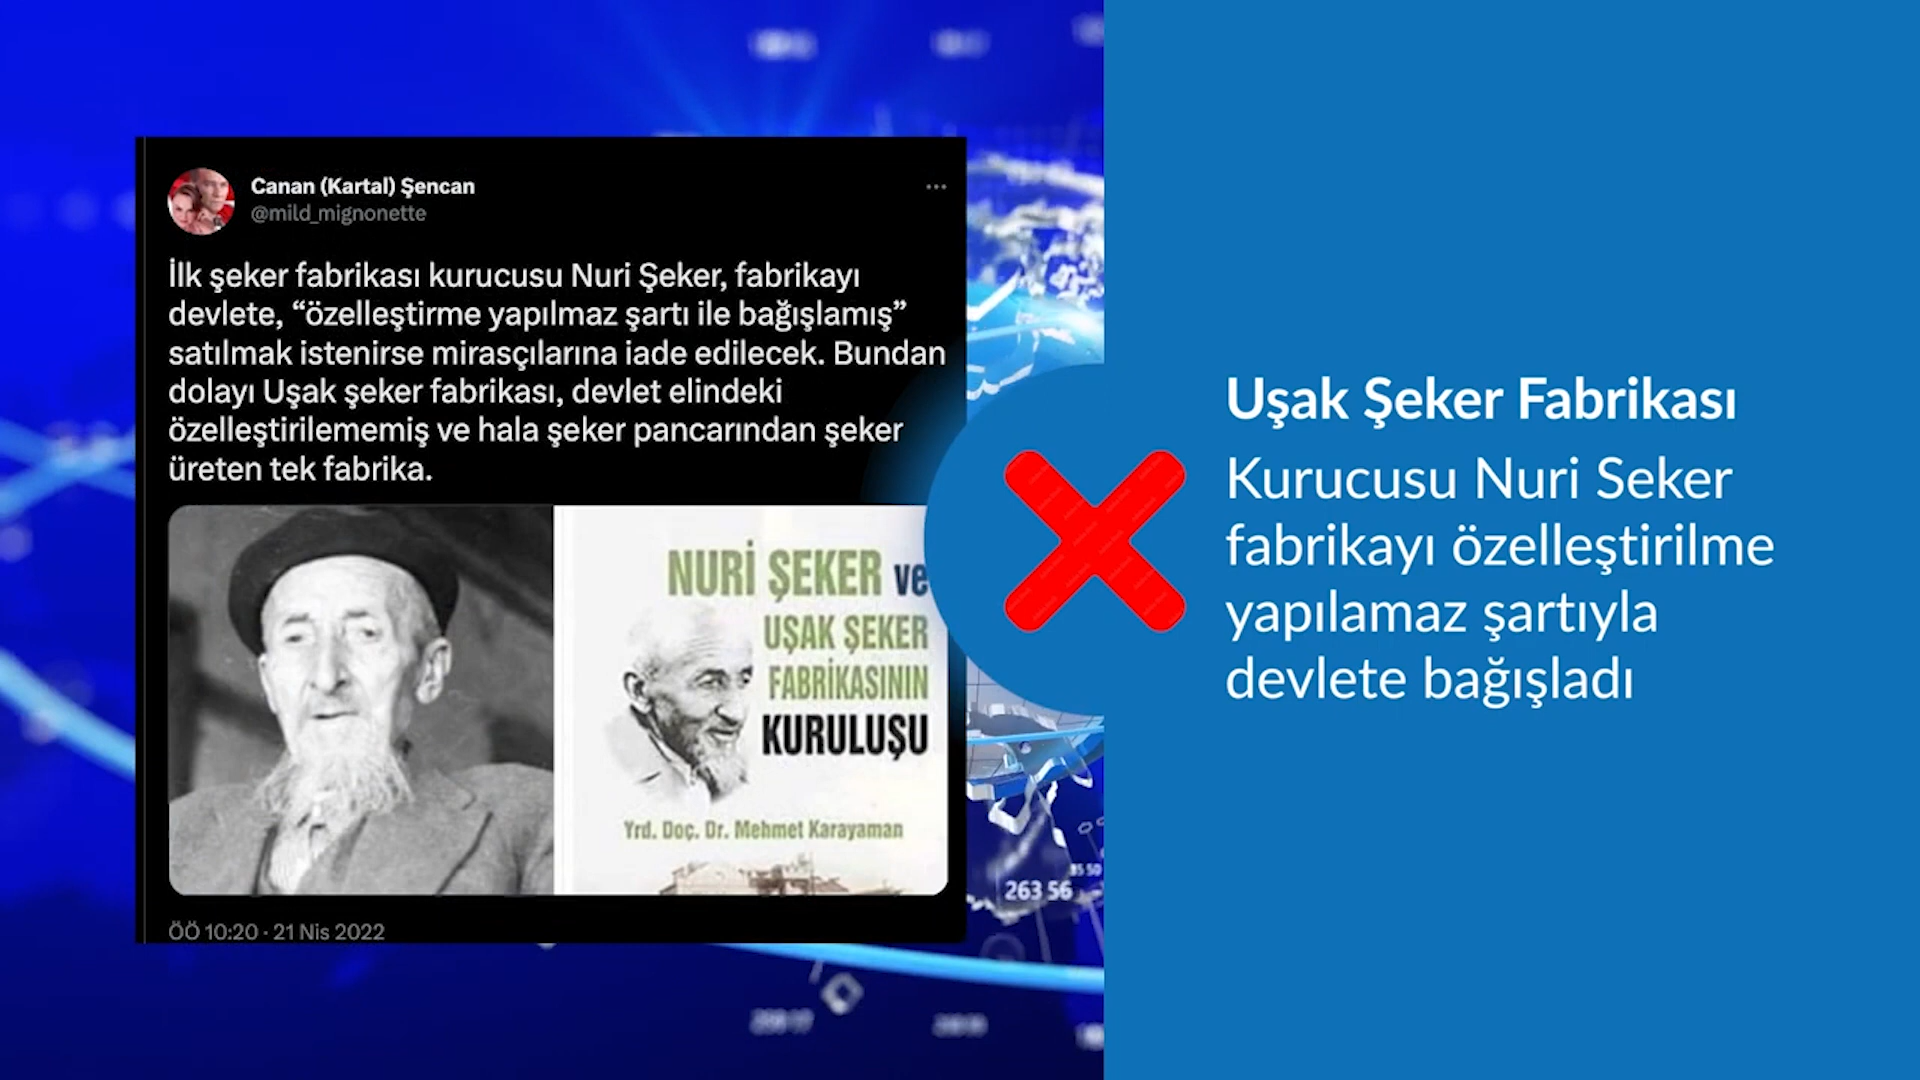 Canan (Kartal) Şencan
@mild_mignonette
İlk şeker fabrikası kurucusu Nuri Şeker, fabrikayı
devlete, “özelleştirme yapılmaz şartı ile bağışlamış”
satılmak istenirse mirasçılarına iade edilecek. Bundan
dolayı Uşak şeker fabrikası, devlet elindeki
özelleştirilememiş ve hala şeker pancarından şeker
üreten tek fabrika.
NURİ ŞEKER ve
UŞAK ŞEKER
FABRİKASININ
KURULUŞU
Yrd. Doç. Dr. Mehmet Karayaman
ÖÖ 10:20 · 21 Nis 2022
263 56
Uşak Şeker Fabrikası
Kurucusu Nuri Seker
fabrikayı özelleştirilme
yapılamaz şartıyla
devlete bağışladı